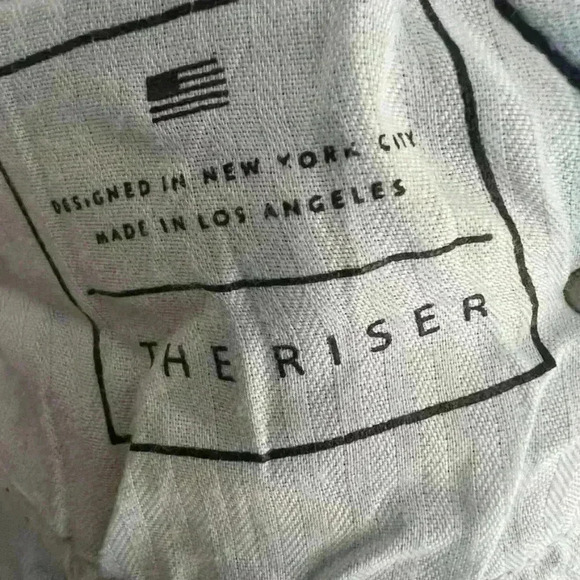 DESIGNED IN NEW YORK CITY
MADE IN LOS ANGELES
THE RISER